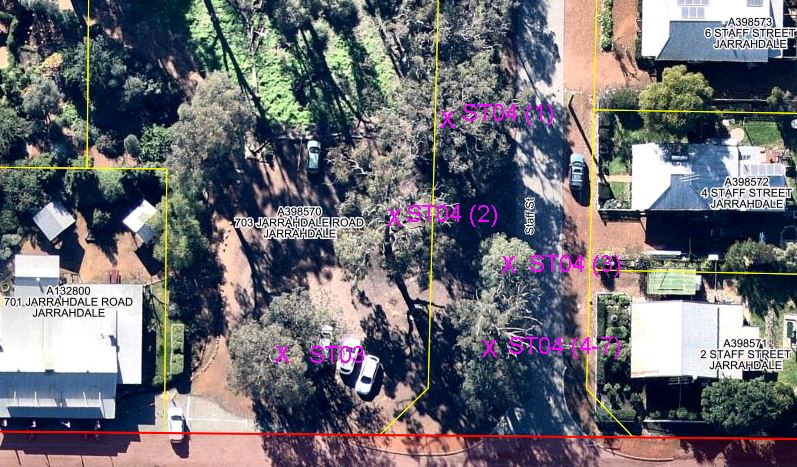 A398573
6 STAFF STREET
JARRAHDALE
ST04 (1)
A398572
4 STAFF STREET
JARRAHDALE
A398570
703 JARRAHDALE ROAD
JARRAHDALE
ST04 (2)
Staff St
ST04 (3)
A132800
701 JARRAHDALE ROAD
JARRAHDALE
ST03
ST04 (4-7)
A398571
2 STAFF STREET
JARRAHDALE